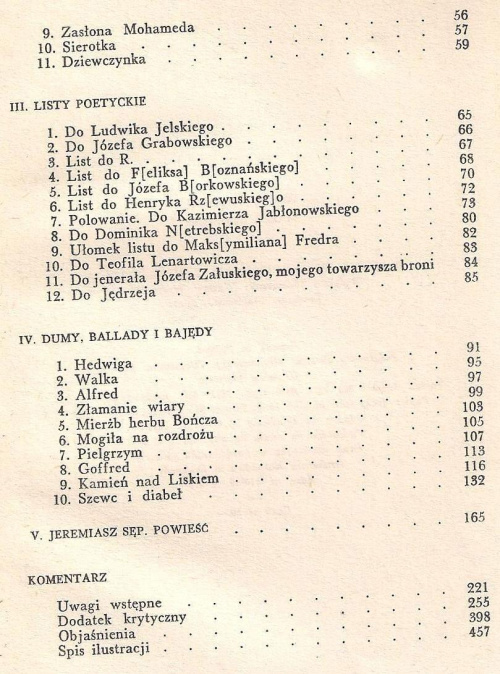 9. Zasłona Mohameda . . . . . . . . 56
10. Sierotka . . . . . . . . . . 57
11. Dziewczynka . . . . . . . . . 59
III. LISTY POETYCKIE
1. Do Ludwika Jelskiego . . . . . . . 65
2. Do Józefa Grabowskiego . . . . . . 66
3. List do R. . . . . . . . . . 67
4. List do F[eliksa] B[oznańskiego] . . . . 68
5. List do Józefa B[orkowskiego] . . . . . 70
6. List do Henryka Rz[ewuskieg]o . . . . . 72
7. Polowanie. Do Kazimierza Jabłonowskiego . . . 73
8. Do Dominika N[etrebskiego] . . . . . 80
9. Ułomek listu do Maks[ymiliana] Fredra . . . 82
10. Do Teofila Lenartowicza . . . . . . 83
11. Do jenerała Józefa Załuskiego, mojego towarzysza broni 84
12. Do Jędrzeja . . . . . . . . . 85
IV. DUMY, BALLADY I BAJĘDY
1. Hedwiga . . . . . . . . . . 91
2. Walka . . . . . . . . . . 95
3. Alfred . . . . . . . . . . 97
4. Złamanie wiary . . . . . . . . 99
5. Mierżb herbu Bończa . . . . . . . 103
6. Mogiła na rozdrożu . . . . . . . 105
7. Pielgrzym . . . . . . . . . 107
8. Goffred . . . . . . . . . . 113
9. Kamień nad Liskiem . . . . . . . 116
10. Szewc i diabeł . . . . . . . . 132
V. JEREMIASZ SĘP. POWIEŚĆ . . . . . . . 165
KOMENTARZ
Uwagi wstępne . . . . . . . . . 221
Dodatek krytyczny . . . . . . . . 255
Objaśnienia . . . . . . . . . 398
Spis ilustracji . . . . . . . . . 457